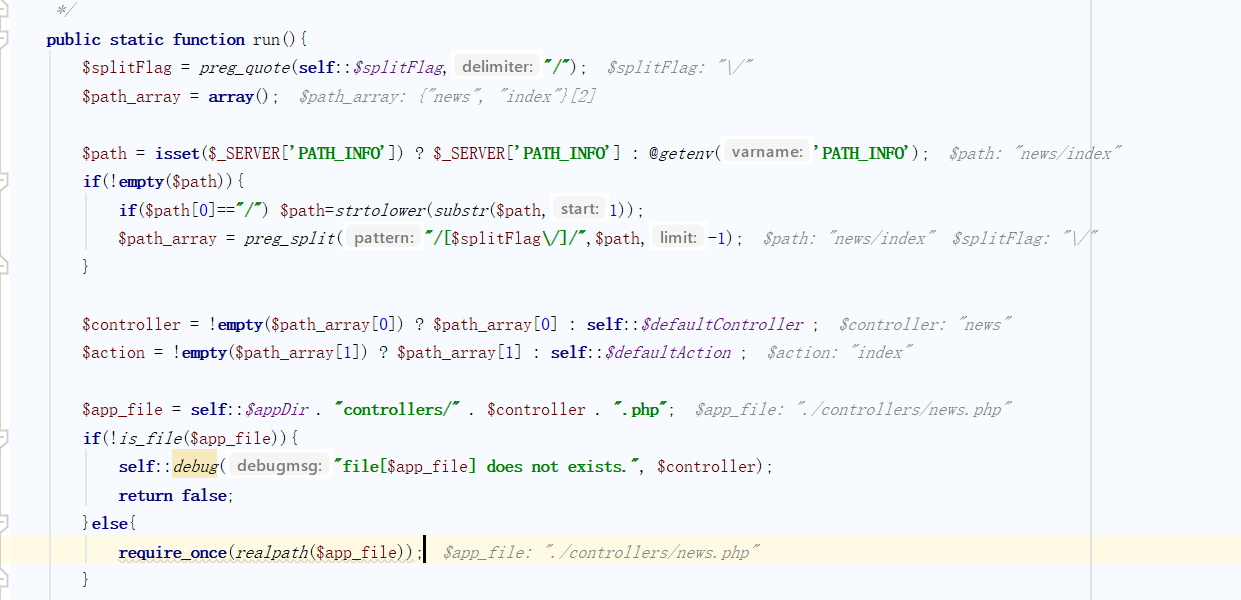 */
public static function run(){
$splitFlag = preg_quote(self::$splitFlag, delimiter: "/"); $splitFlag: "\/"
$path_array = array(); $path_array: {"news", "index"}[2]
$path = isset($_SERVER['PATH_INFO']) ? $_SERVER['PATH_INFO'] : @getenv( varname: 'PATH_INFO'); $path: "news/index"
if(!empty($path)){
if($path[0]=="/") $path=strtolower(substr($path, start: 1));
$path_array = preg_split( pattern: "/[$splitFlag\/]/",$path, limit: -1); $path: "news/index" $splitFlag: "\/"
}
$controller = !empty($path_array[0]) ? $path_array[0] : self::$defaultController ; $controller: "news"
$action = !empty($path_array[1]) ? $path_array[1] : self::$defaultAction ; $action: "index"
$app_file = self::$appDir . "controllers/" . $controller . ".php"; $app_file: "./controllers/news.php"
if(!is_file($app_file)){
self::debug( debugmsg: "file[$app_file] does not exists.", $controller);
return false;
}else{
require_once(realpath($app_file)); $app_file: "./controllers/news.php"
}